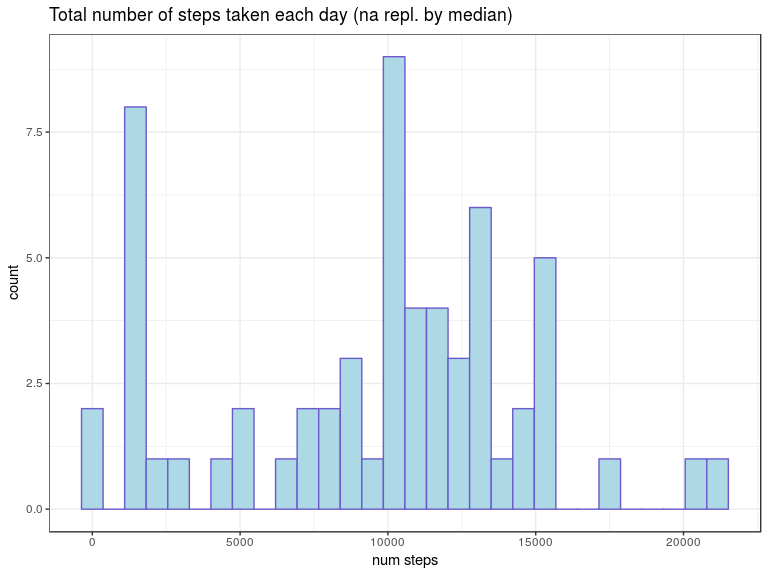 Total number of steps taken each day (na repl. by median)
7.5
5.0
2.5
0.0
count
0 5000 10000 15000 20000
num steps